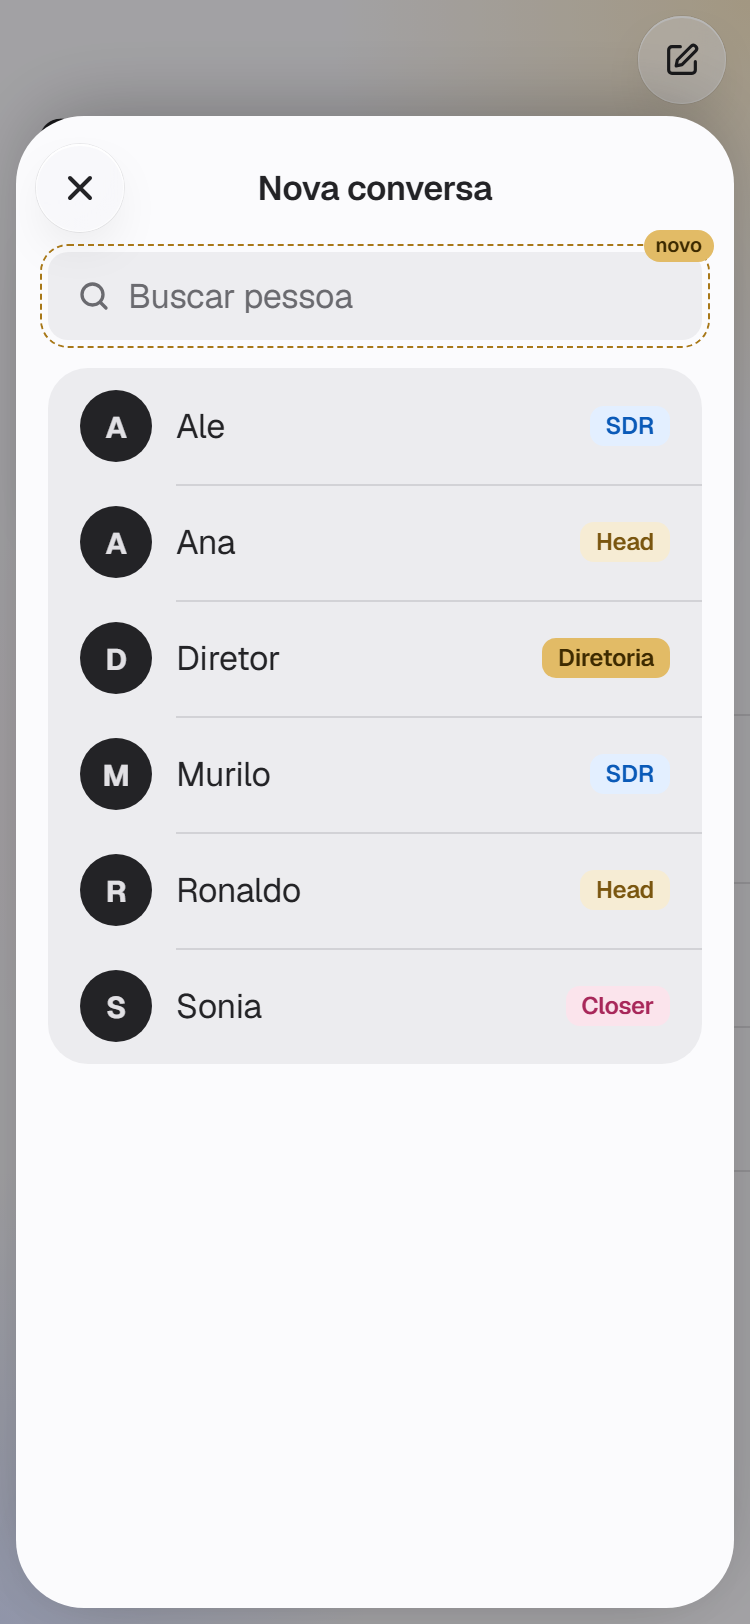 Nova conversa
novo
Buscar pessoa
A Ale SDR
A Ana Head
D Diretor Diretoria
M Murilo SDR
R Ronaldo Head
S Sonia Closer